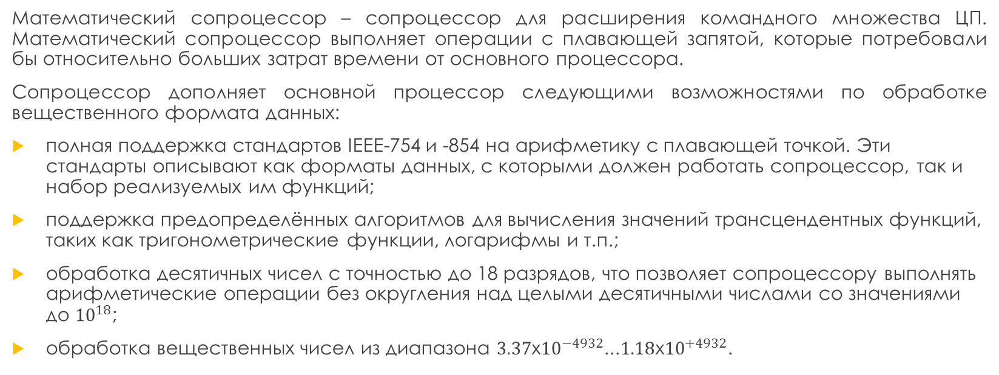 Математический сопроцессор – сопроцессор для расширения командного множества ЦП.
Математический сопроцессор выполняет операции с плавающей запятой, которые потребовали
бы относительно больших затрат времени от основного процессора.
Сопроцессор дополняет основной процессор следующими возможностями по обработке
вещественного формата данных:
полная поддержка стандартов IEEE-754 и -854 на арифметику с плавающей точкой. Эти
стандарты описывают как форматы данных, с которыми должен работать сопроцессор, так и
набор реализуемых им функций;
поддержка предопределённых алгоритмов для вычисления значений трансцендентных функций,
таких как тригонометрические функции, логарифмы и т.п.;
обработка десятичных чисел с точностью до 18 разрядов, что позволяет сопроцессору выполнять
арифметические операции без округления над целыми десятичными числами со значениями
до 10¹⁸;
обработка вещественных чисел из диапазона 3.37x10⁻⁴⁹³²...1.18x10⁺⁴⁹³².